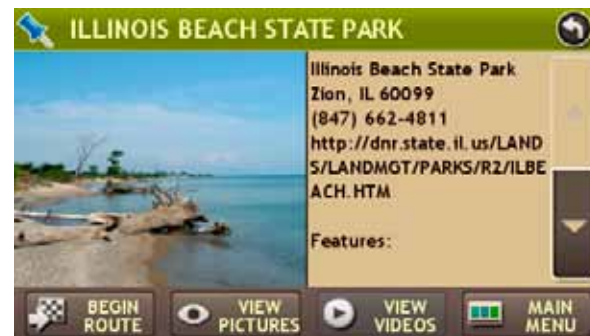 ILLINOIS BEACH STATE PARK
Illinois Beach State Park
Zion, IL 60099
(847) 662-4811
http://dnr.state.il.us/LAND
S/LANDMGT/PARKS/R2/ILBE
ACH.HTM
Features:
BEGIN
ROUTE
VIEW
PICTURES
VIEW
VIDEOS
MAIN
MENU